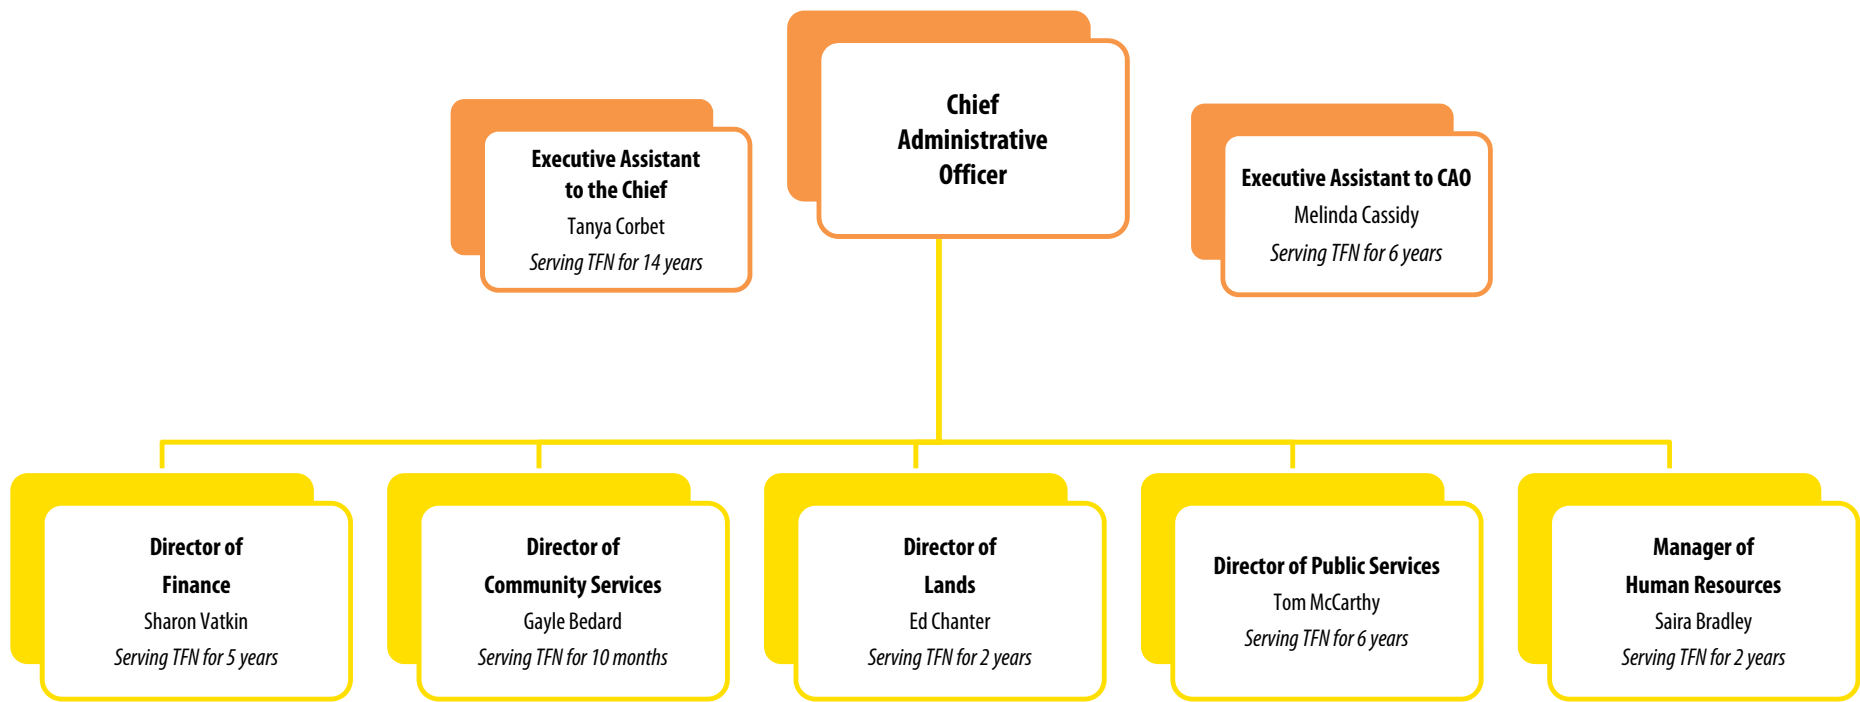 Chief
Administrative
Officer
Executive Assistant
to the Chief
Tanya Corbet
Serving TFN for 14 years
Executive Assistant to CAO
Melinda Cassidy
Serving TFN for 6 years
Director of
Finance
Sharon Vatkin
Serving TFN for 5 years
Director of
Community Services
Gayle Bedard
Serving TFN for 10 months
Director of
Lands
Ed Chanter
Serving TFN for 2 years
Director of Public Services
Tom McCarthy
Serving TFN for 6 years
Manager of
Human Resources
Saira Bradley
Serving TFN for 2 years